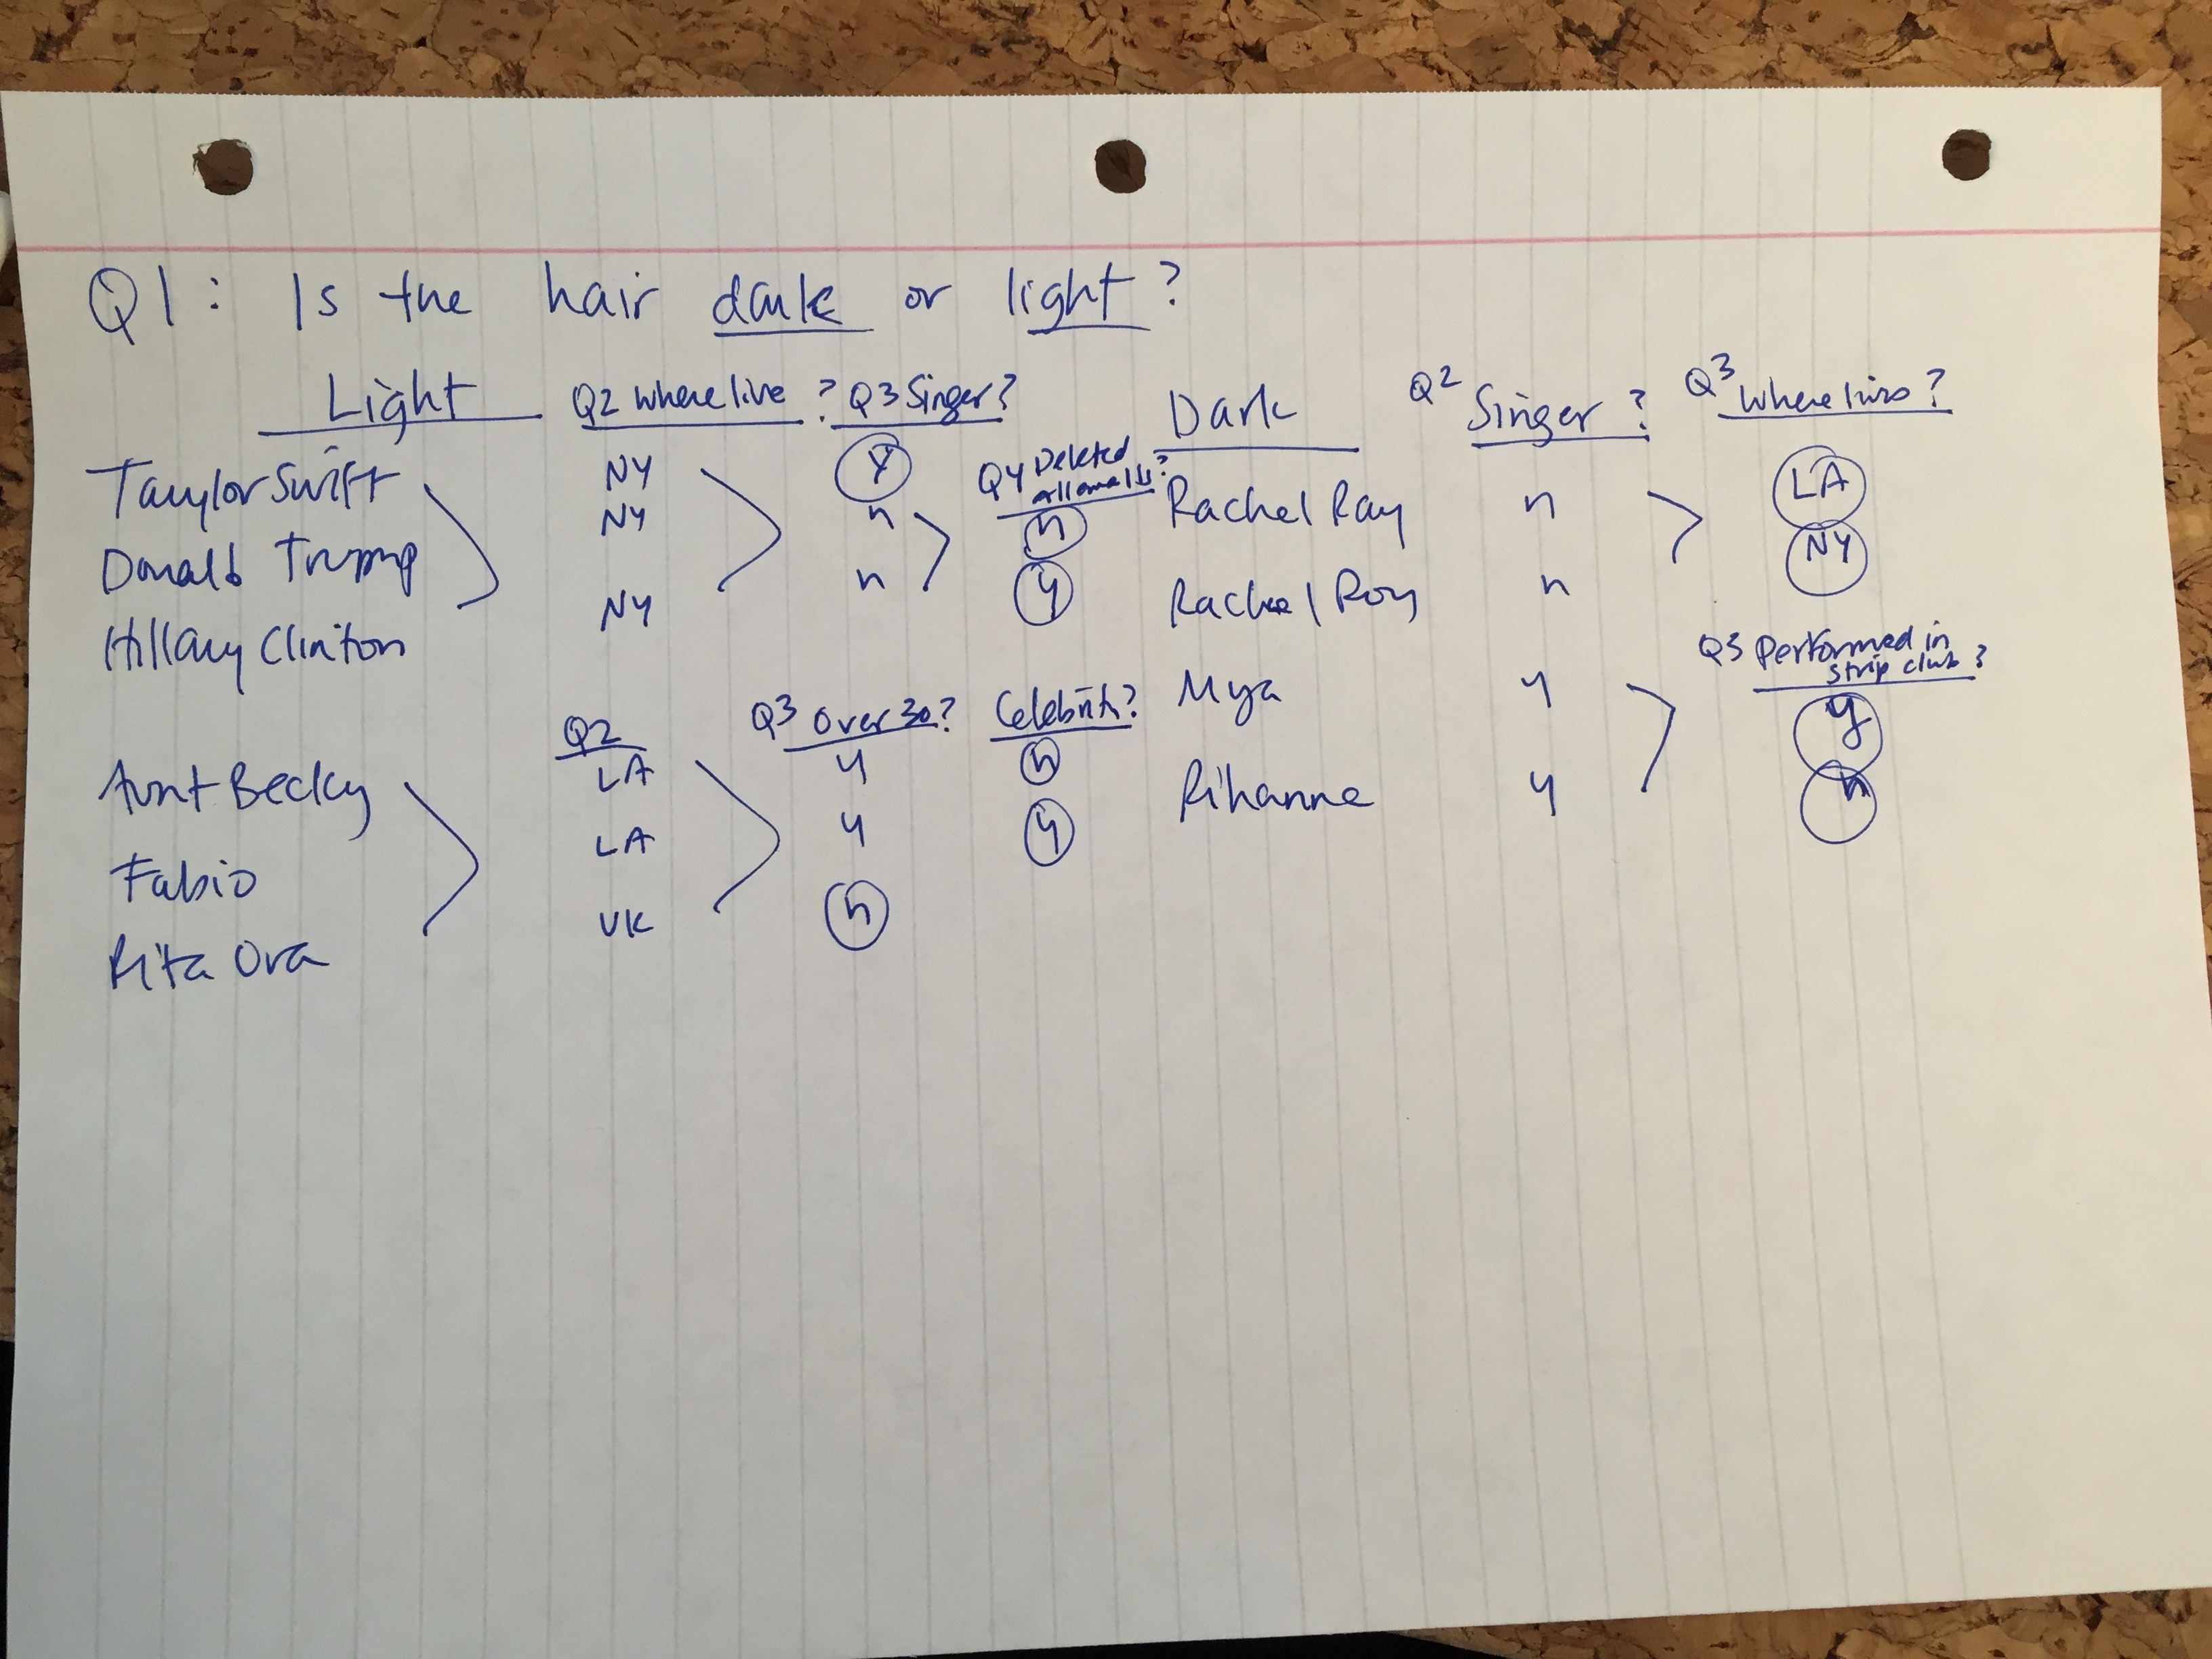 Q1: Is the hair dark or light?
Light Q2 Where live? Q3 Singer?
Taylor Swift NY Y
Donald Trump NY n
Hillary Clinton NY n
Q4 Deleted
all emails?
n
y
Q2 Q3 Over 30? Celebrity?
Aunt Becky LA y n
Fabio LA y y
Rita Ora UK n
Dark Q2 Singer? Q3 Where lives?
Rachel Ray n LA
Rachel Roy n NY
Q3 Performed in
strip club?
Mya y y
Rihanna y n